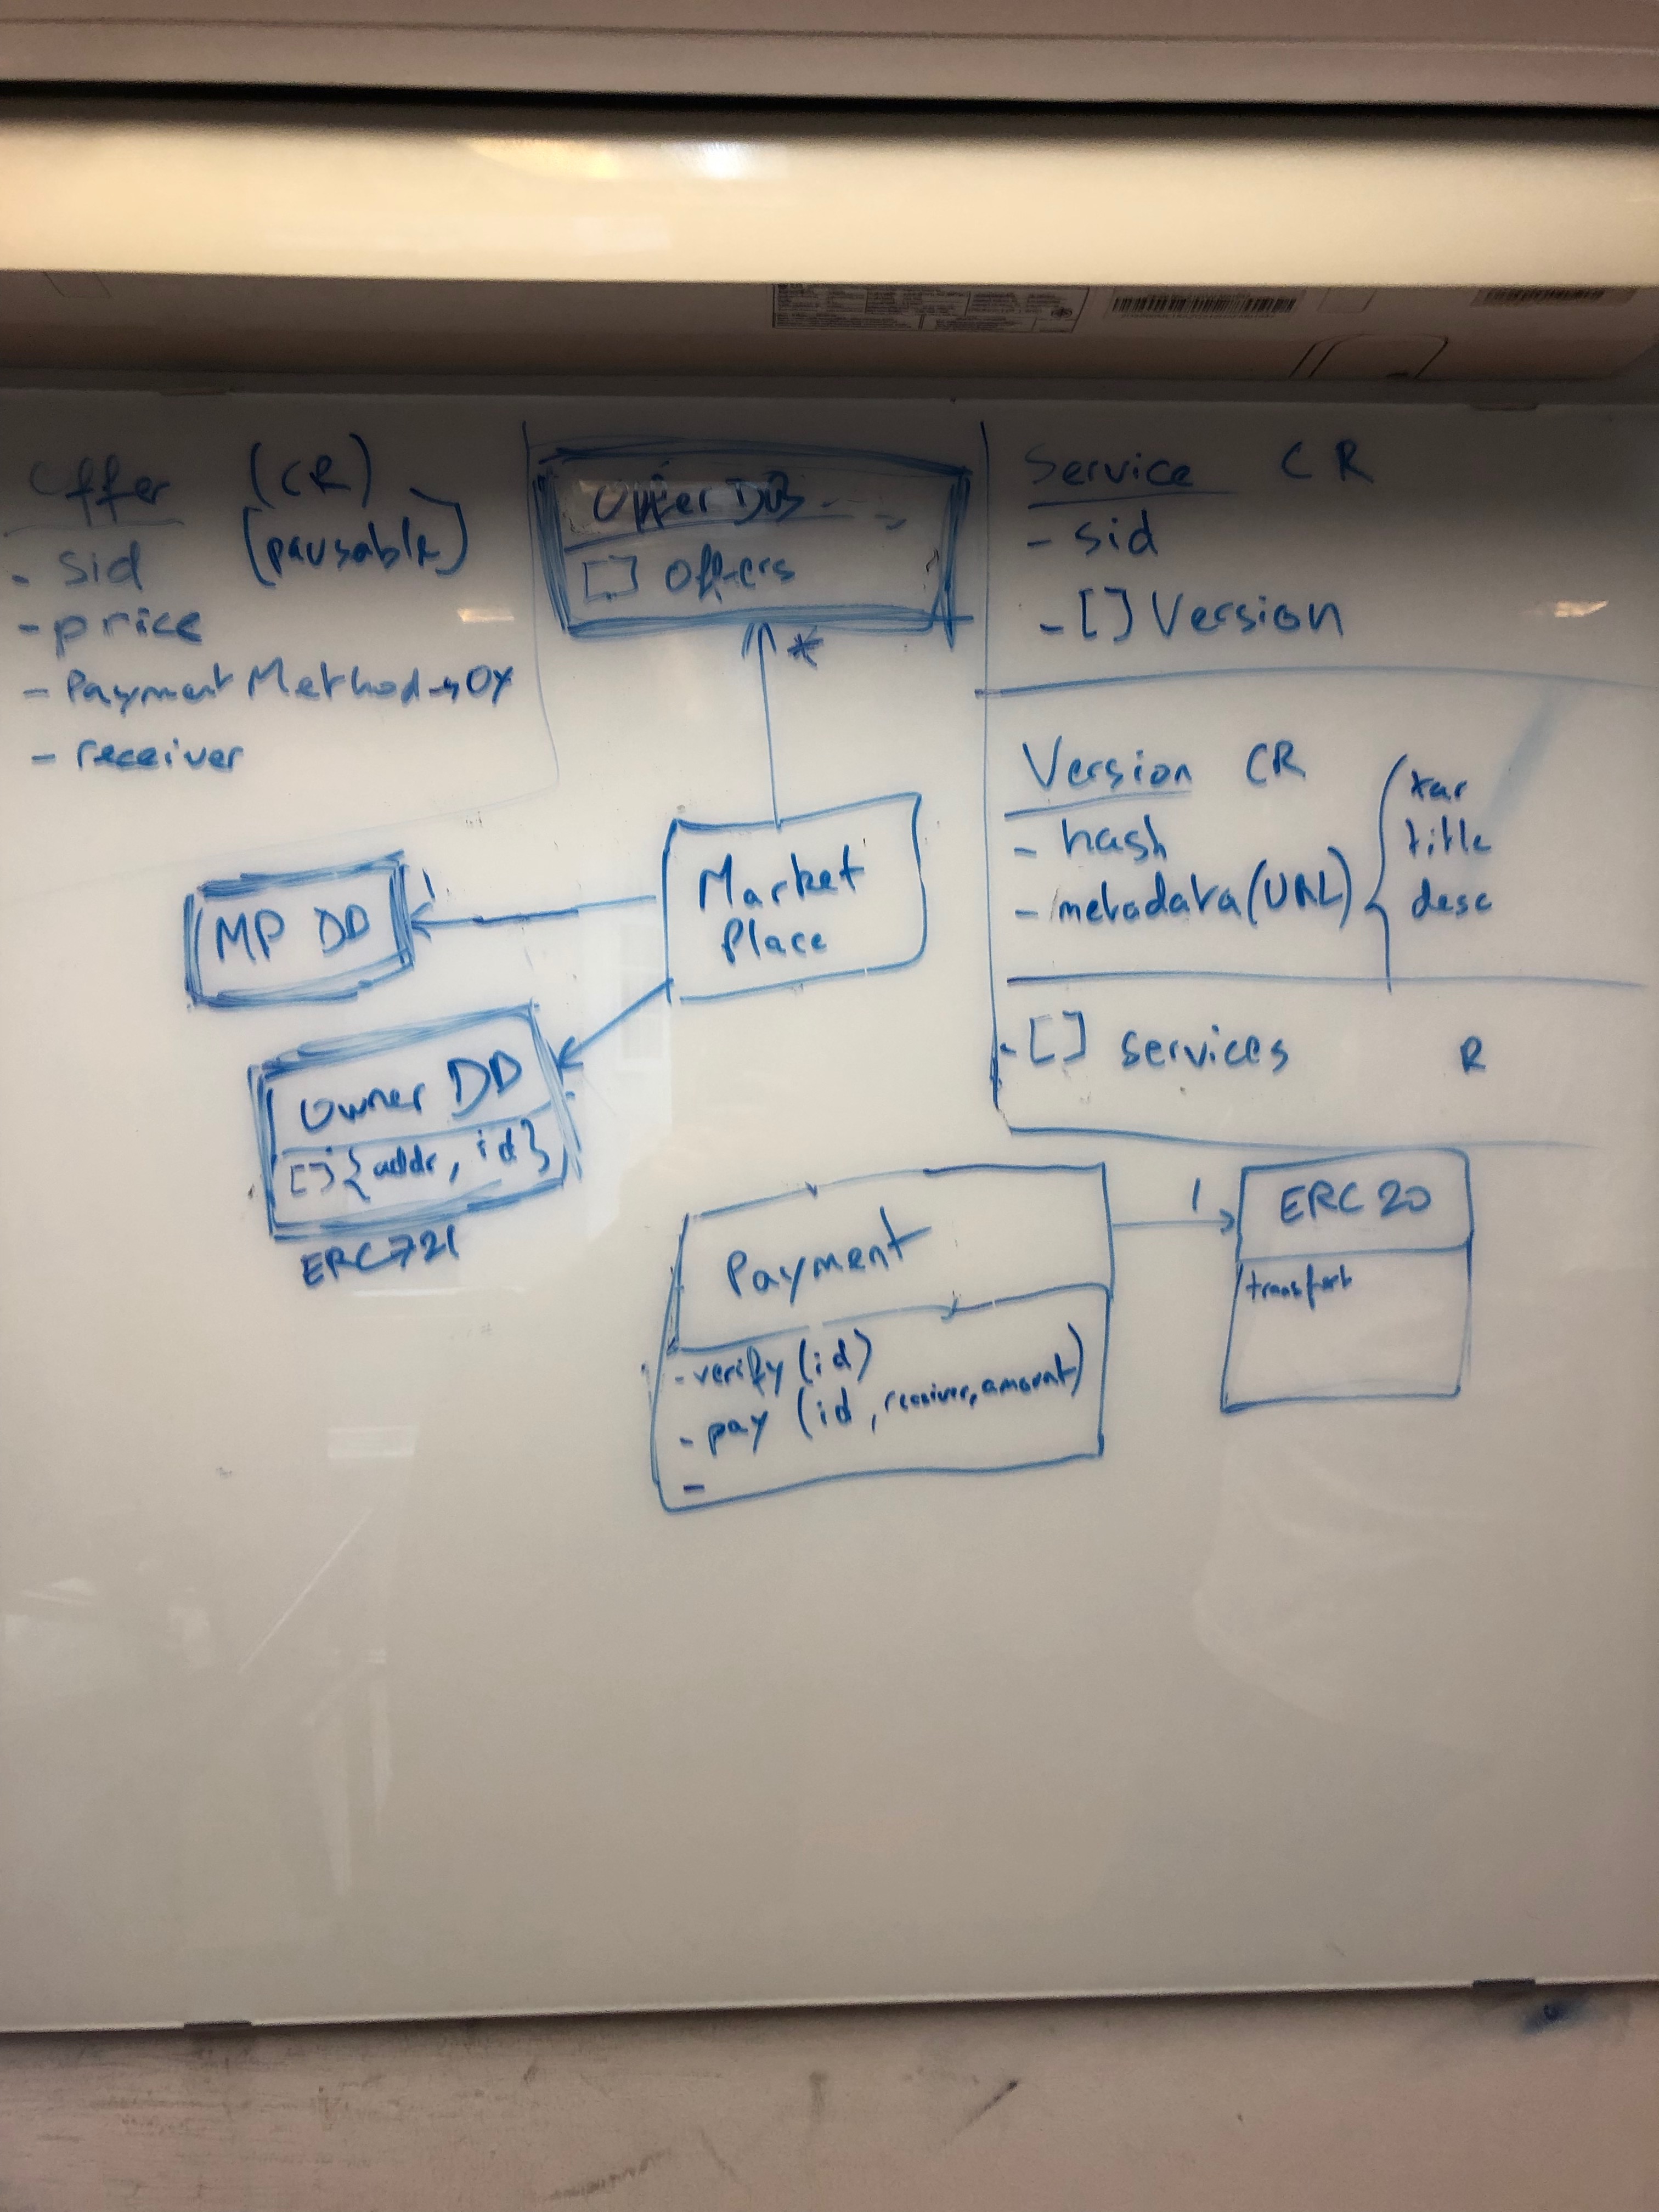 Offer (CR)
(pausable)
- sid
- price
- Payment Method → 0x
- receiver
Offer DB
[] offers
*
Service CR
- sid
- [] Version
Version CR
- hash
- metadata (URL)
tar
title
desc
- [] services R
Market
Place
1
MP DB
Owner DB
[] {addr, id}
ERC721
Payment
- verify (id)
- pay (id, receiver, amount)
-
1
ERC 20